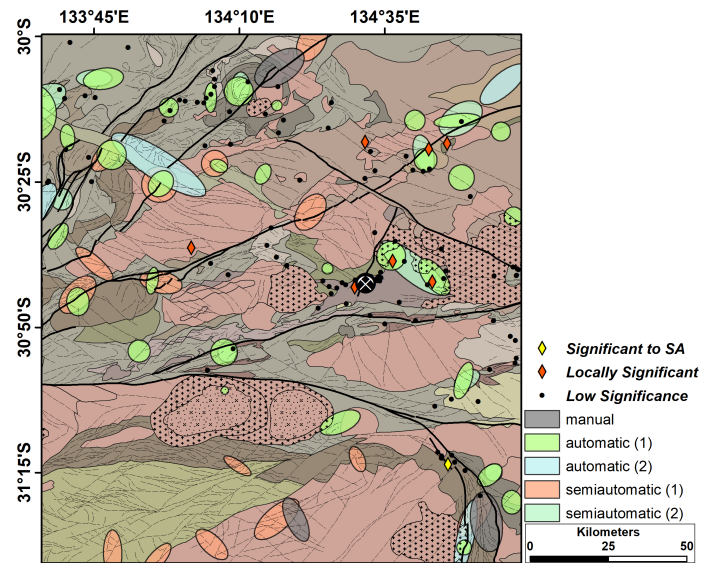 133°45'E 134°10'E 134°35'E
30°S
30°25'S
30°50'S
31°15'S
Significant to SA
Locally Significant
Low Significance
manual
automatic (1)
automatic (2)
semiautomatic (1)
semiautomatic (2)
Kilometers
0 25 50